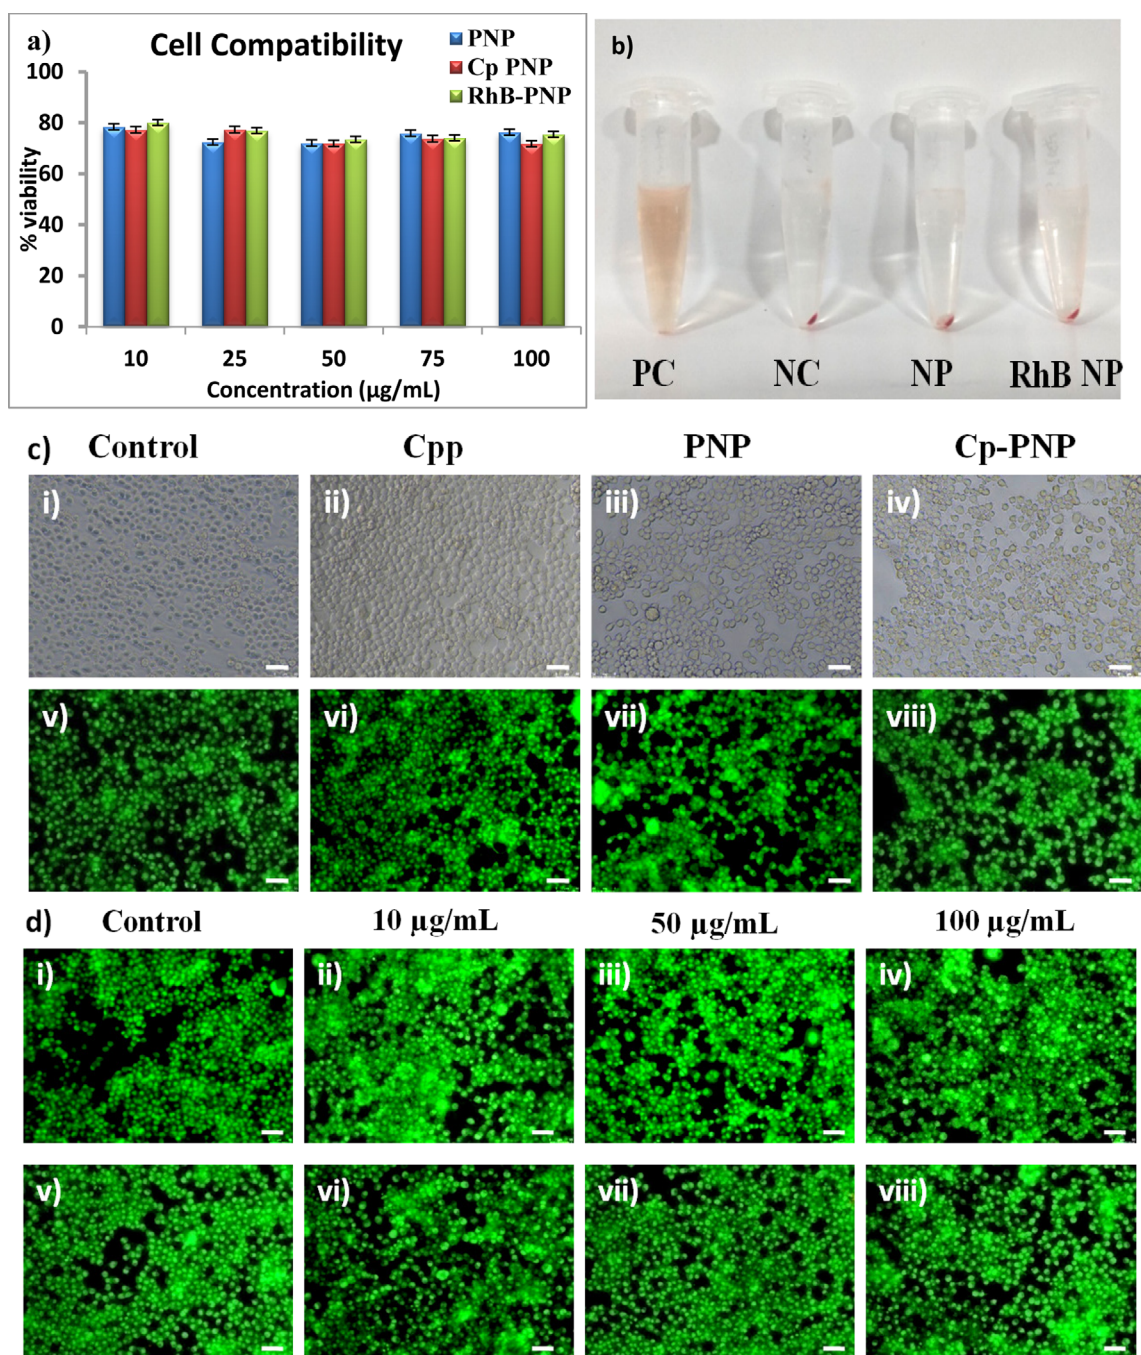 a)
Cell Compatibility
PNP
Cp PNP
RhB-PNP
% viability
100
80
60
40
20
0
10 25 50 75 100
Concentration (µg/mL)
b)
PC NC NP RhB NP
c) Control Cpp PNP Cp-PNP
i) ii) iii) iv)
v) vi) vii) viii)
d) Control 10 µg/mL 50 µg/mL 100 µg/mL
i) ii) iii) iv)
v) vi) vii) viii)